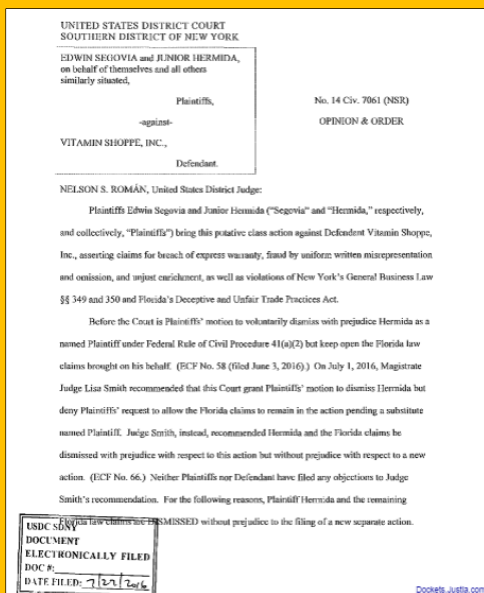 UNITED STATES DISTRICT COURT
SOUTHERN DISTRICT OF NEW YORK
EDWIN SEGOVIA and JUNIOR HERMIDA,
on behalf of themselves and all others
similarly situated,
Plaintiffs,
-against-
VITAMIN SHOPPE, INC.,
Defendant.
No. 14 Civ. 7061 (NSR)
OPINION & ORDER
NELSON S. ROMÁN, United States District Judge:
Plaintiffs Edwin Segovia and Junior Hermida ("Segovia" and "Hermida," respectively,
and collectively, "Plaintiffs") bring this putative class action against Defendant Vitamin Shoppe,
Inc., asserting claims for breach of express warranty, fraud by uniform written misrepresentation
and omission, and unjust enrichment, as well as violations of New York's General Business Law
§§ 349 and 350 and Florida's Deceptive and Unfair Trade Practices Act.
Before the Court is Plaintiffs' motion to voluntarily dismiss with prejudice Hermida as a
named Plaintiff under Federal Rule of Civil Procedure 41(a)(2) but keep open the Florida law
claims brought on his behalf. (ECF No. 58 (filed June 3, 2016).) On July 1, 2016, Magistrate
Judge Lisa Smith recommended that this Court grant Plaintiffs' motion to dismiss Hermida but
deny Plaintiffs' request to allow the Florida claims to remain in the action pending a substitute
named Plaintiff. Judge Smith, instead, recommended Hermida and the Florida claims be
dismissed with prejudice with respect to this action but without prejudice with respect to a new
action. (ECF No. 66.) Neither Plaintiffs nor Defendant have filed any objections to Judge
Smith's recommendation. For the following reasons, Plaintiff Hermida and the remaining
Florida law claims are DISMISSED without prejudice to the filing of a new separate action.
USDC SDNY
DOCUMENT
ELECTRONICALLY FILED
DOC #:
DATE FILED: 7/27/2016
Dockets.Justia.com